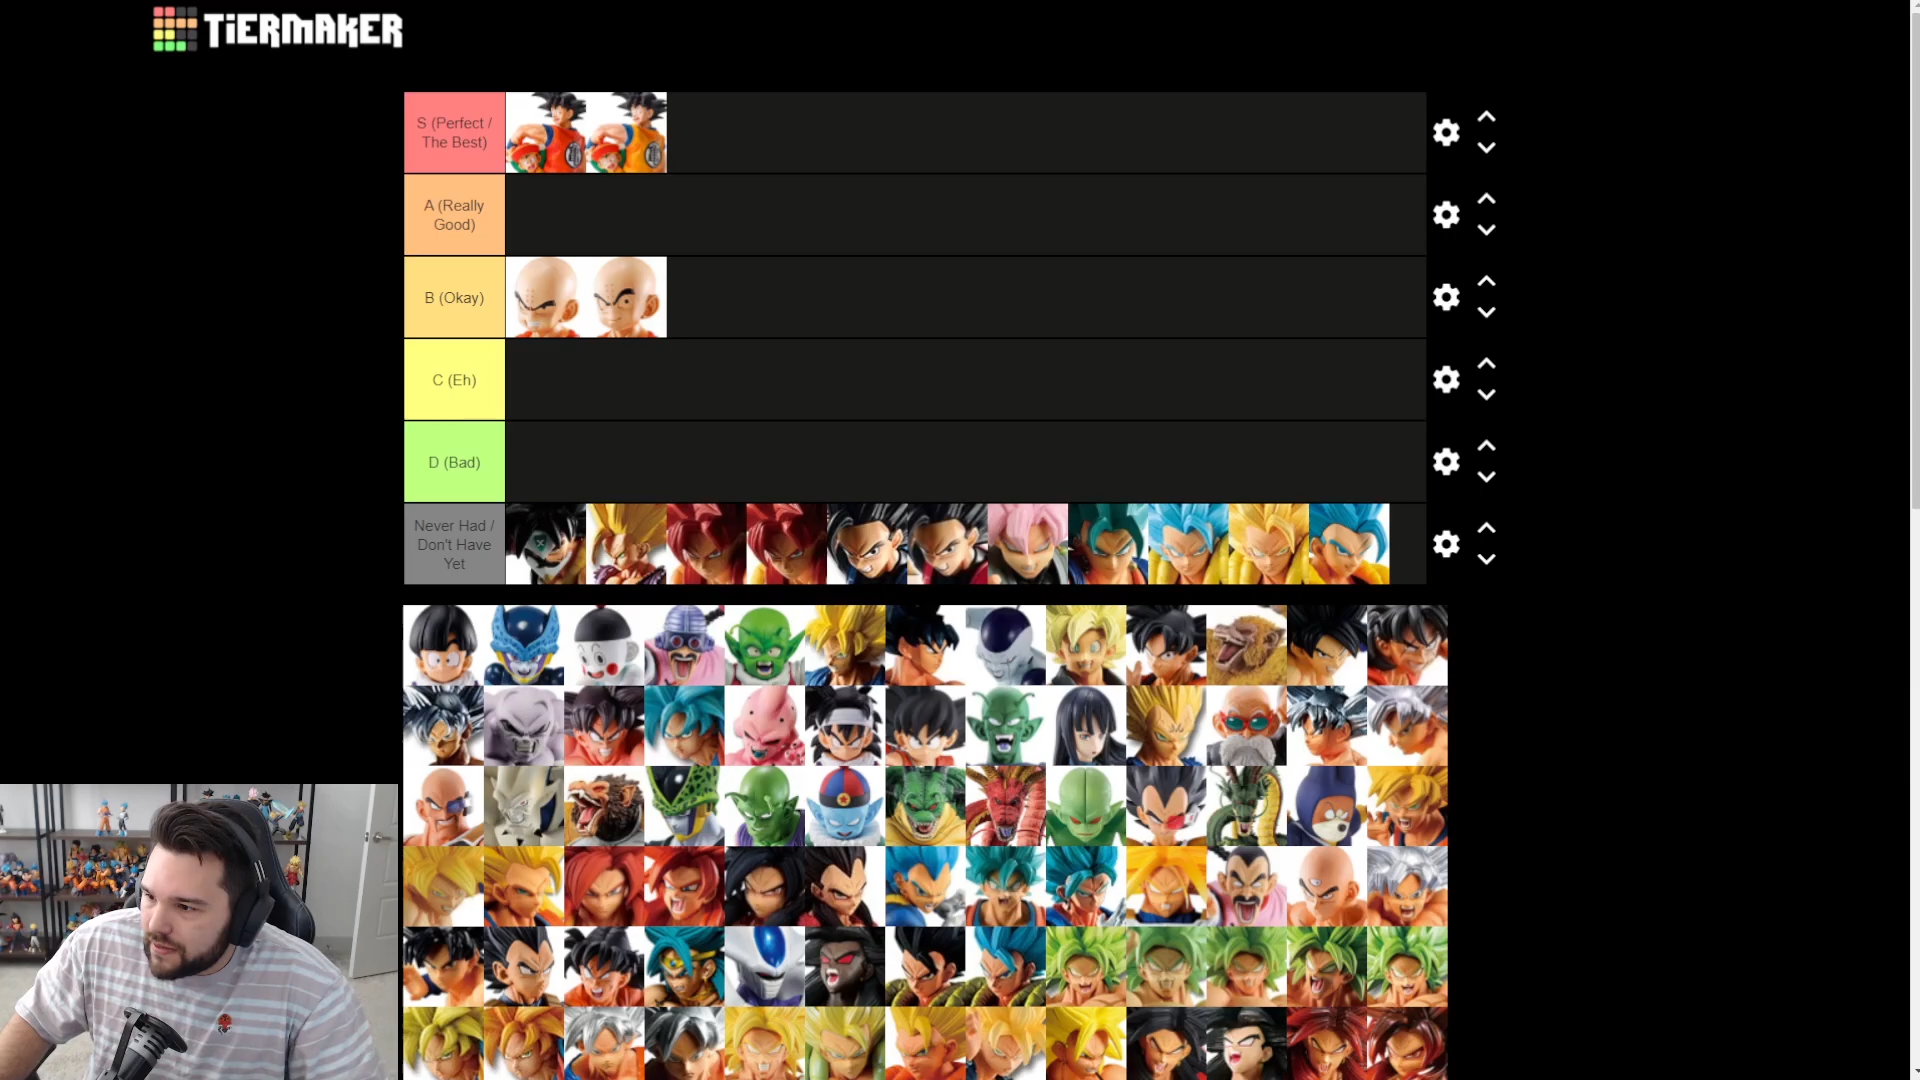 TiERMAKER
S (Perfect /
The Best)
A (Really
Good)
B (Okay)
C (Eh)
D (Bad)
Never Had /
Don't Have
Yet